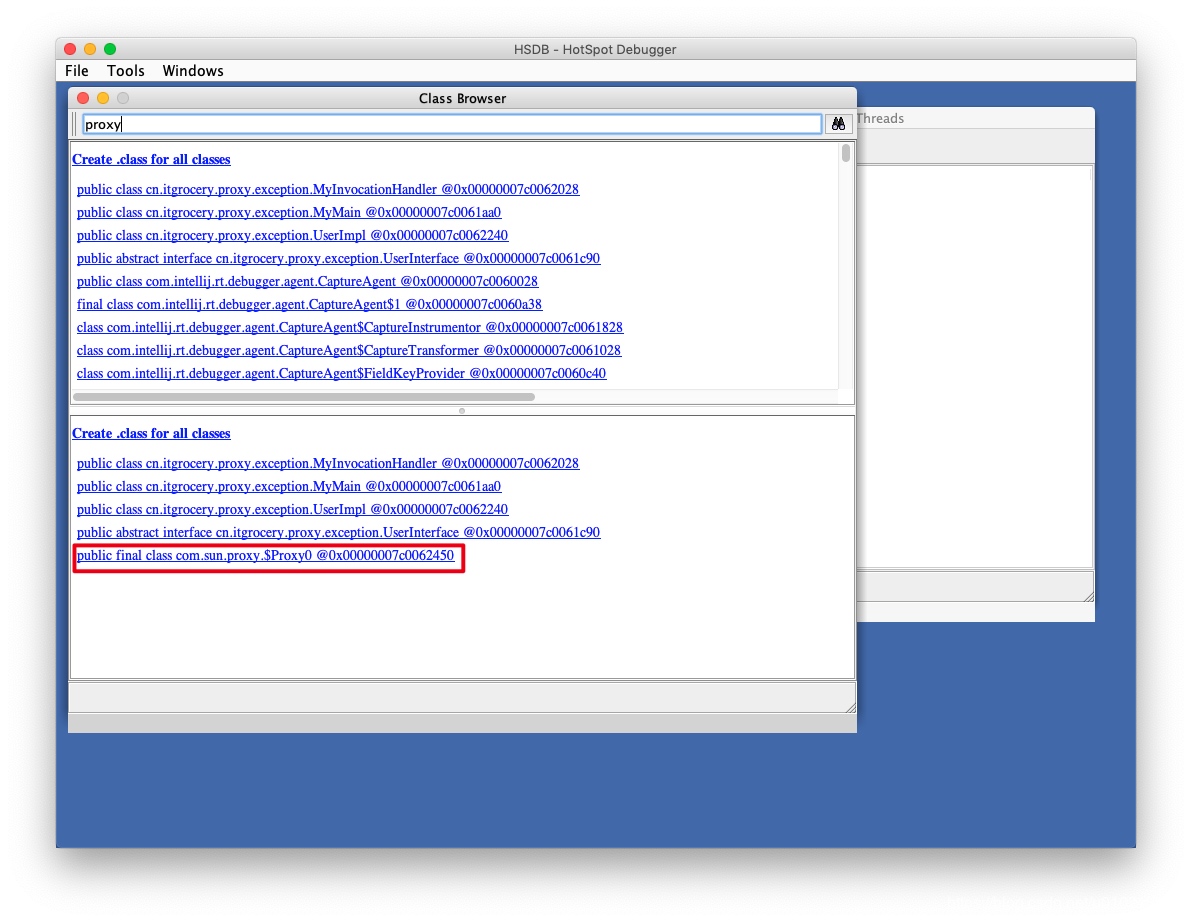 HSDB - HotSpot Debugger
File Tools Windows
Class Browser
Threads
proxy
Create .class for all classes
public class cn.itgrocery.proxy.exception.MyInvocationHandler @0x00000007c0062028
public class cn.itgrocery.proxy.exception.MyMain @0x00000007c0061aa0
public class cn.itgrocery.proxy.exception.UserImpl @0x00000007c0062240
public abstract interface cn.itgrocery.proxy.exception.UserInterface @0x00000007c0061c90
public class com.intellij.rt.debugger.agent.CaptureAgent @0x00000007c0060028
final class com.intellij.rt.debugger.agent.CaptureAgent$1 @0x00000007c0060a38
class com.intellij.rt.debugger.agent.CaptureAgent$CaptureInstrumentor @0x00000007c0061828
class com.intellij.rt.debugger.agent.CaptureAgent$CaptureTransformer @0x00000007c0061028
class com.intellij.rt.debugger.agent.CaptureAgent$FieldKeyProvider @0x00000007c0060c40
Create .class for all classes
public class cn.itgrocery.proxy.exception.MyInvocationHandler @0x00000007c0062028
public class cn.itgrocery.proxy.exception.MyMain @0x00000007c0061aa0
public class cn.itgrocery.proxy.exception.UserImpl @0x00000007c0062240
public abstract interface cn.itgrocery.proxy.exception.UserInterface @0x00000007c0061c90
public final class com.sun.proxy.$Proxy0 @0x00000007c0062450